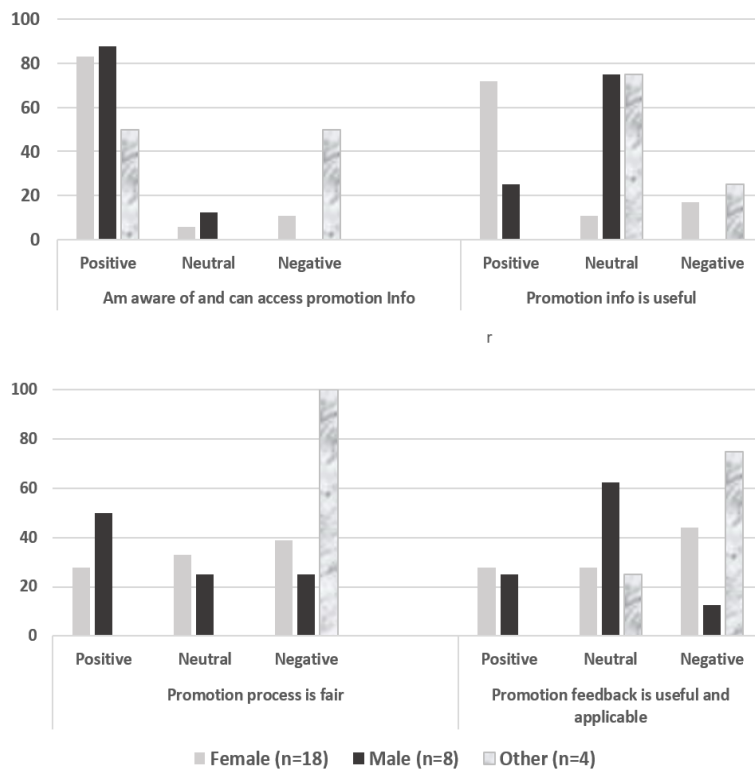 100
80
60
40
20
0
Positive Neutral Negative Positive Neutral Negative
Am aware of and can access promotion Info Promotion info is useful
r
100
80
60
40
20
0
Positive Neutral Negative Positive Neutral Negative
Promotion process is fair Promotion feedback is useful and
applicable
Female (n=18) Male (n=8) Other (n=4)